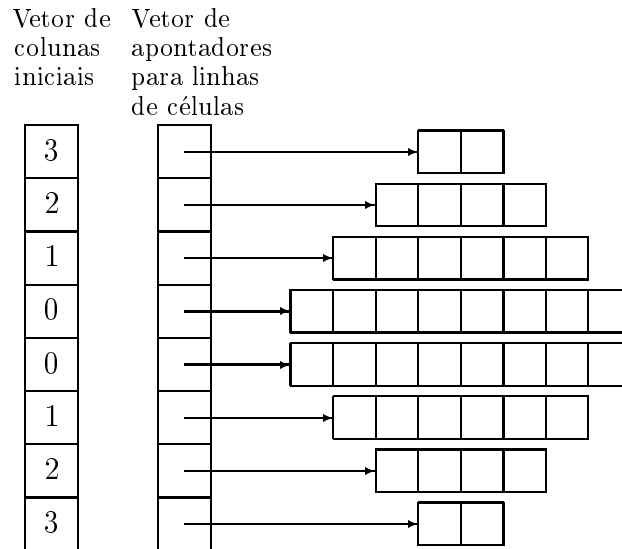 Vetor de
colunas
iniciais
Vetor de
apontadores
para linhas
de células
3
2
1
0
0
1
2
3